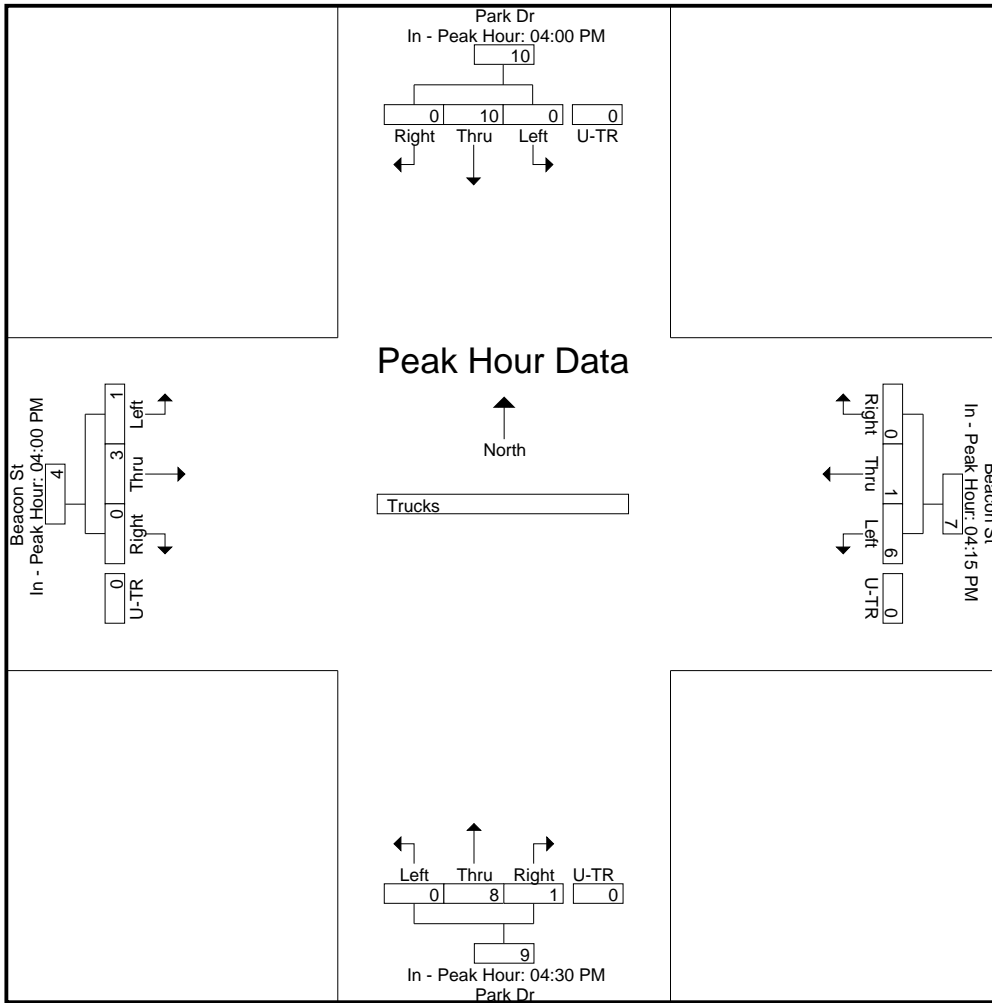 Park Dr
In - Peak Hour: 04:00 PM
10
0 10 0 0
Right Thru Left U-TR
Peak Hour Data
North
Trucks
Beacon St
In - Peak Hour: 04:00 PM
4
1 3 0 0
Left Thru Right U-TR
Beacon St
In - Peak Hour: 04:15 PM
7
0 1 6 0
Right Thru Left U-TR
Left Thru Right U-TR
0 8 1 0
9
In - Peak Hour: 04:30 PM
Park Dr